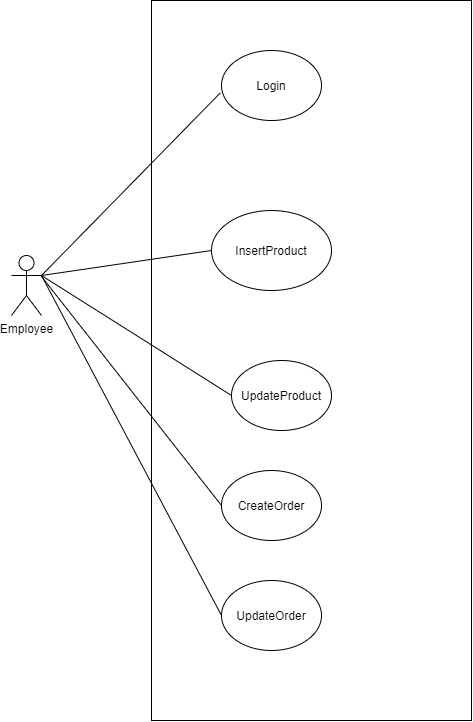 Login
InsertProduct
Employee
UpdateProduct
CreateOrder
UpdateOrder